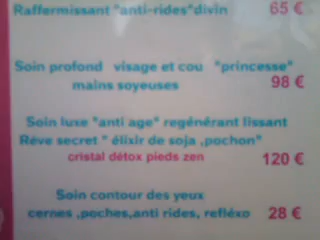 Raffermissant "anti-rides"divin 65 €
Soin profond visage et cou "princesse"
mains soyeuses 98 €
Soin luxe "anti age" regénérant lissant
Rêve secret " élixir de soja ,pochon"
cristal détox pieds zen 120 €
Soin contour des yeux
cernes ,poches,anti rides, refléxo 28 €